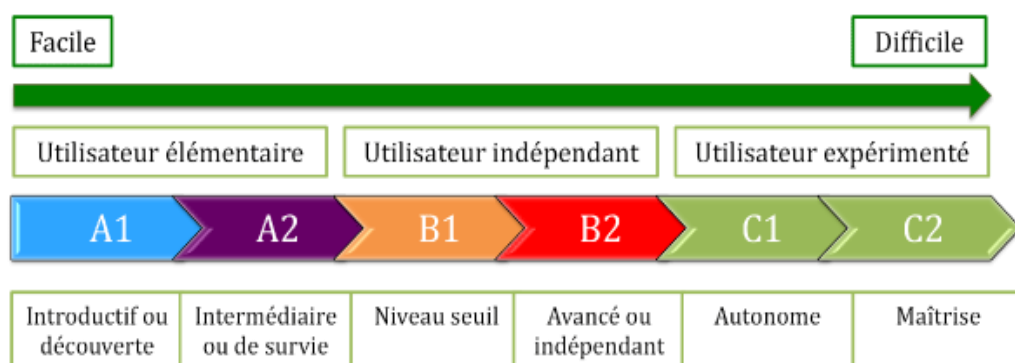 Facile
Difficile
Utilisateur élémentaire
Utilisateur indépendant
Utilisateur expérimenté
A1
A2
B1
B2
C1
C2
Introductif ou
découverte
Intermédiaire
ou de survie
Niveau seuil
Avancé ou
indépendant
Autonome
Maîtrise